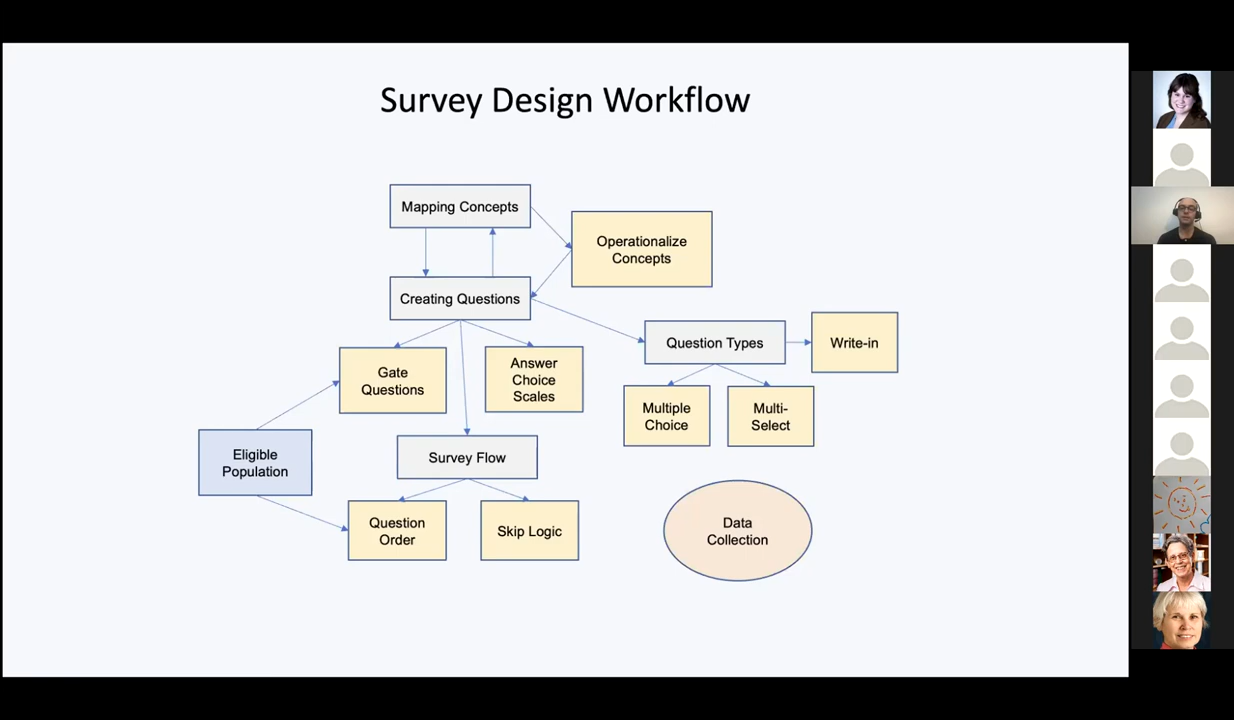 Survey Design Workflow
Mapping Concepts
Operationalize
Concepts
Creating Questions
Question Types
Write-in
Gate
Questions
Answer
Choice
Scales
Multiple
Choice
Multi-
Select
Eligible
Population
Survey Flow
Question
Order
Skip Logic
Data
Collection